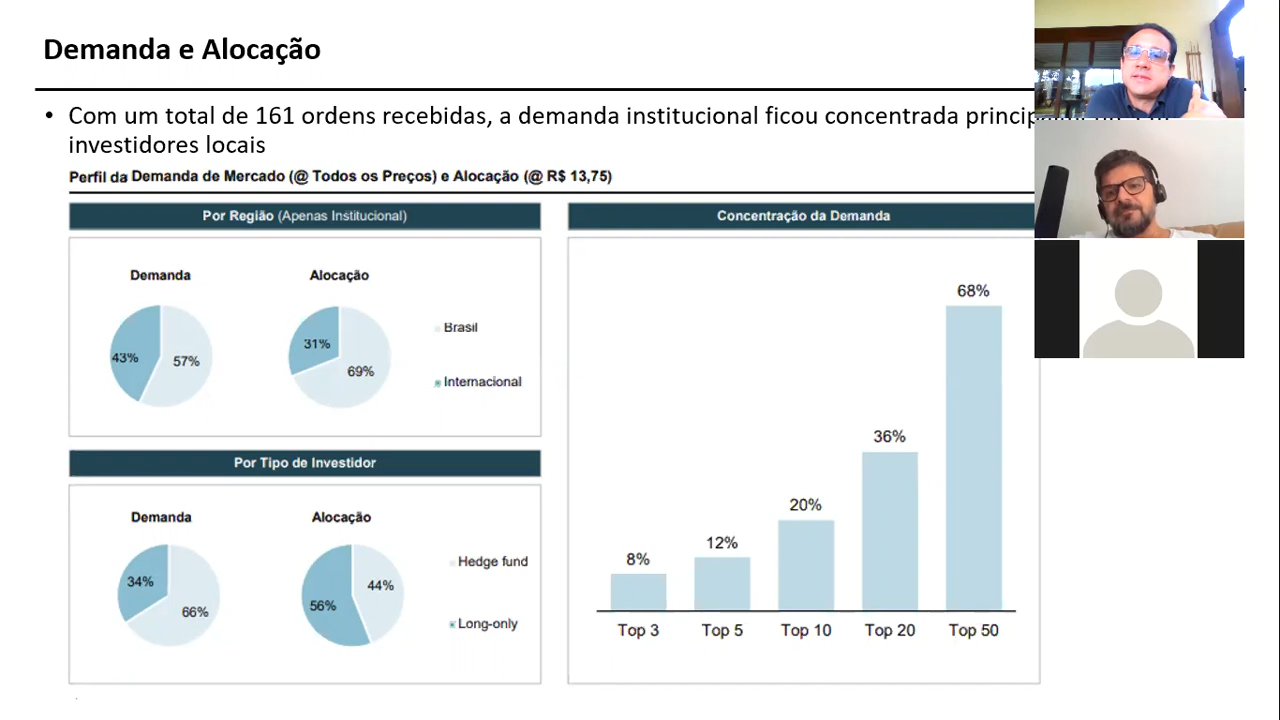 Demanda e Alocação
• Com um total de 161 ordens recebidas, a demanda institucional ficou concentrada
investidores locais
Perfil da Demanda de Mercado (@ Todos os Preços) e Alocação (@ R$ 13,75)
Por Região (Apenas Institucional)
Demanda
Alocação
43%
57%
31%
69%
Brasil
Internacional
Por Tipo de Investidor
Demanda
Alocação
34%
66%
56%
44%
Hedge fund
Long-only
Concentração da Demanda
8%
12%
20%
36%
68%
Top 3
Top 5
Top 10
Top 20
Top 50